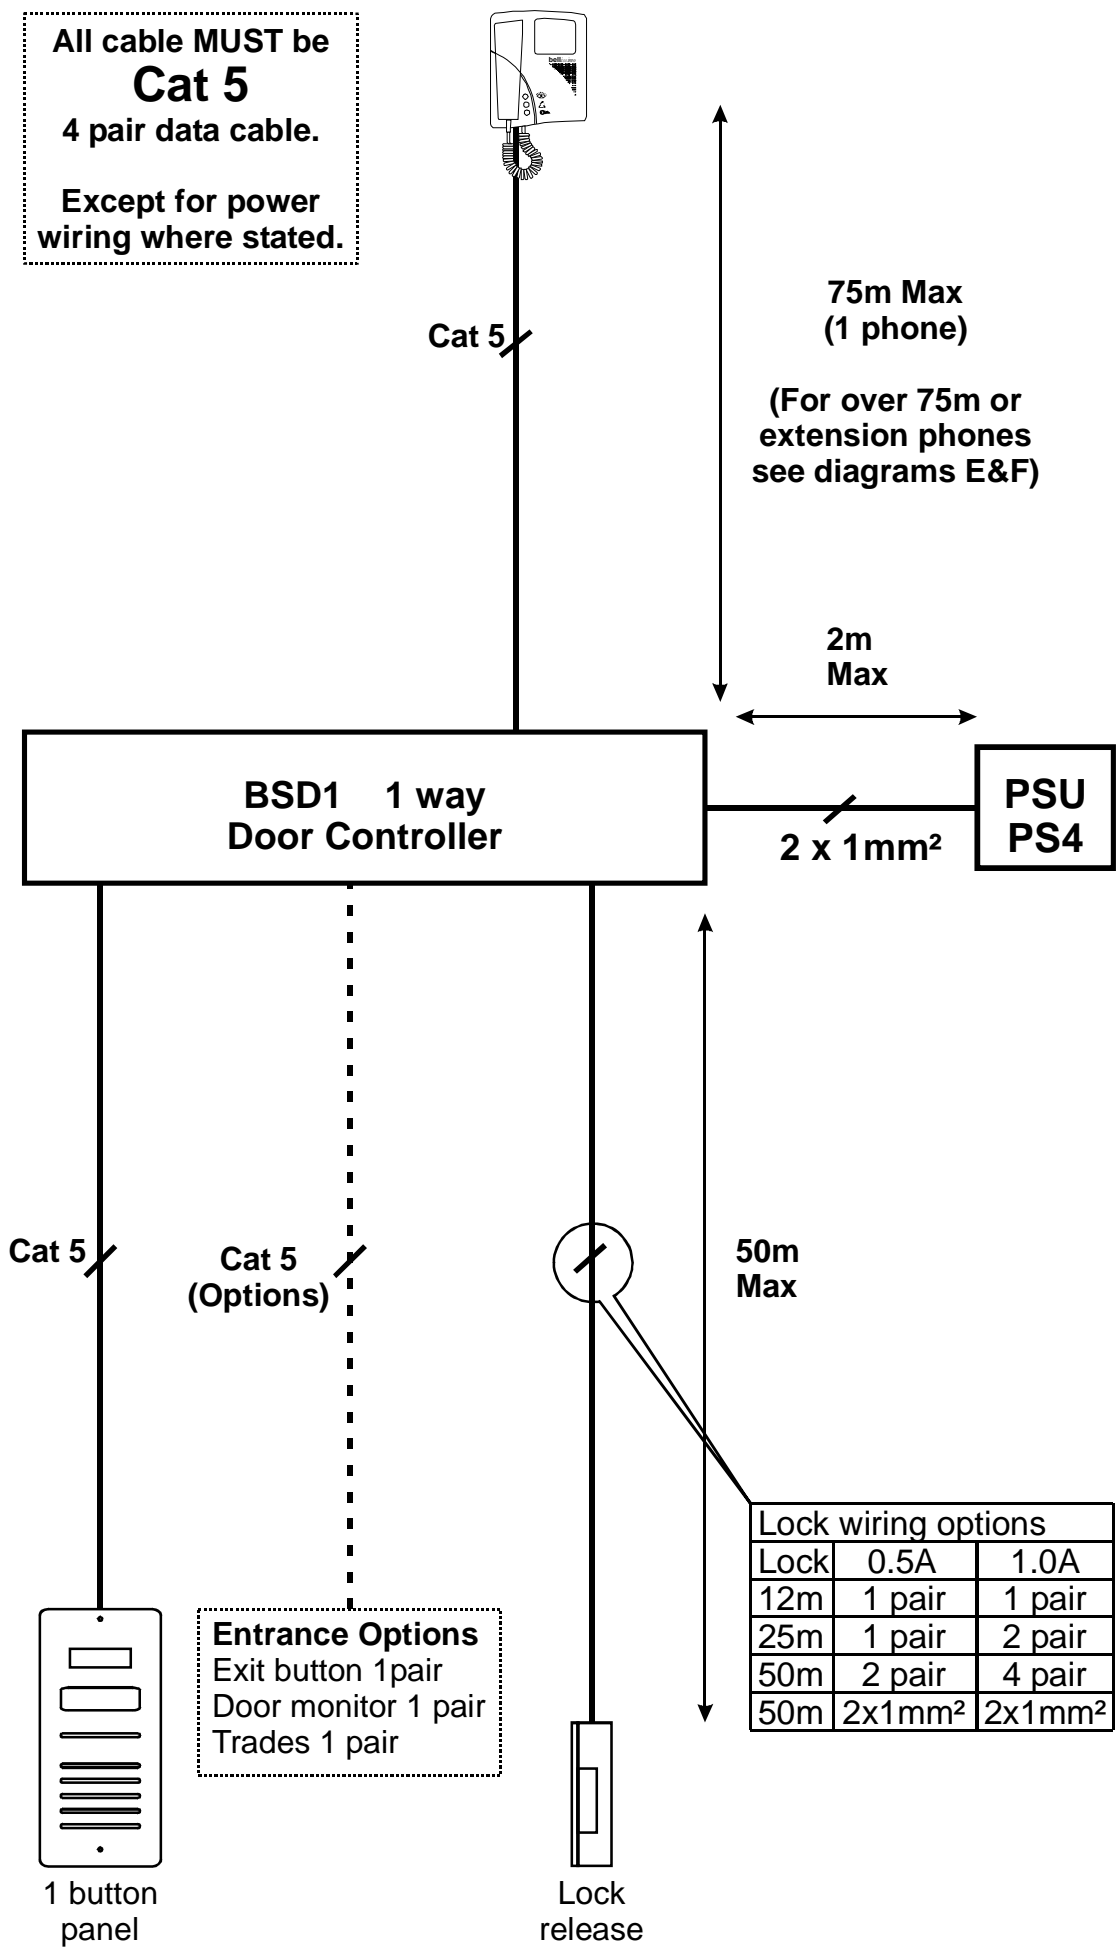 All cable MUST be
Cat 5
4 pair data cable.
Except for power
wiring where stated.
bell
Cat 5
75m Max
(1 phone)
(For over 75m or
extension phones
see diagrams E&F)
2m
Max
BSD1 1 way
Door Controller
2 x 1mm²
PSU
PS4
Cat 5
Cat 5
(Options)
50m
Max
Lock wiring options
Lock 0.5A 1.0A
12m 1 pair 1 pair
25m 1 pair 2 pair
50m 2 pair 4 pair
50m 2x1mm² 2x1mm²
Entrance Options
Exit button 1pair
Door monitor 1 pair
Trades 1 pair
1 button
panel
Lock
release